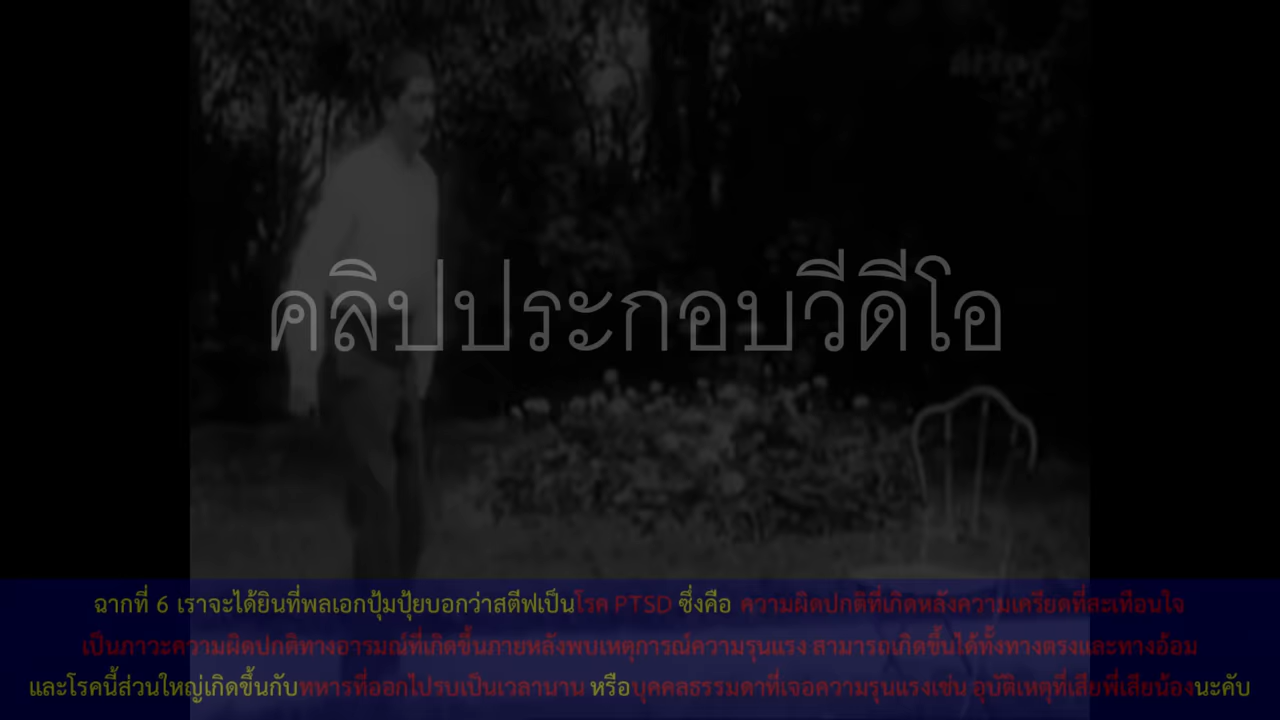 คลิปประกอบวีดีโอ
ฉากที่ 6 เราจะได้ยินที่พลเอกปุ้มปุ้ยบอกว่าสตีฟเป็นโรค PTSD ซึ่งคือ ความผิดปกติที่เกิดหลังความเครียดที่สะเทือนใจ
เป็นภาวะความผิดปกติทางอารมณ์ที่เกิดขึ้นภายหลังพบเหตุการณ์ความรุนแรง สามารถเกิดขึ้นได้ทั้งทางตรงและทางอ้อม
และโรคนี้ส่วนใหญ่เกิดขึ้นกับทหารที่ออกไปรบเป็นเวลานาน หรือบุคคลธรรมดาที่เจอความรุนแรงเช่น อุบัติเหตุที่เสียพี่เสียน้องนะคับ